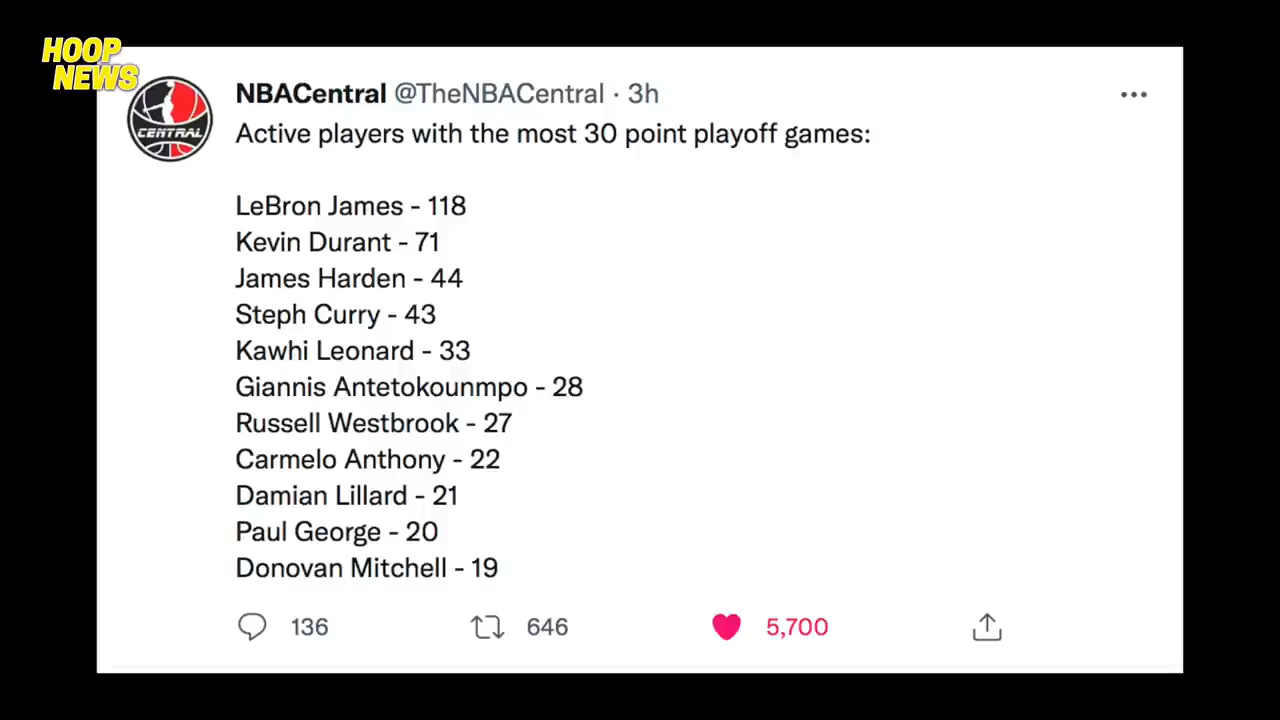 HOOP
NEWS
CENTRAL
NBACentral @TheNBACentral · 3h
Active players with the most 30 point playoff games:
LeBron James - 118
Kevin Durant - 71
James Harden - 44
Steph Curry - 43
Kawhi Leonard - 33
Giannis Antetokounmpo - 28
Russell Westbrook - 27
Carmelo Anthony - 22
Damian Lillard - 21
Paul George - 20
Donovan Mitchell - 19
136 646 5,700